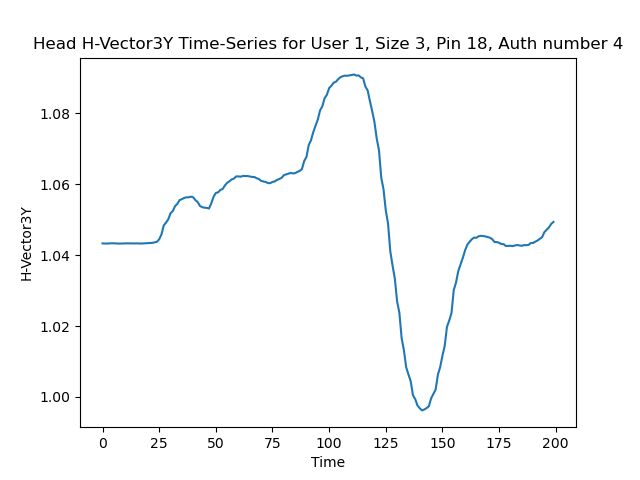 Head H-Vector3Y Time-Series for User 1, Size 3, Pin 18, Auth number 4
H-Vector3Y
1.08
1.06
1.04
1.02
1.00
0 25 50 75 100 125 150 175 200
Time